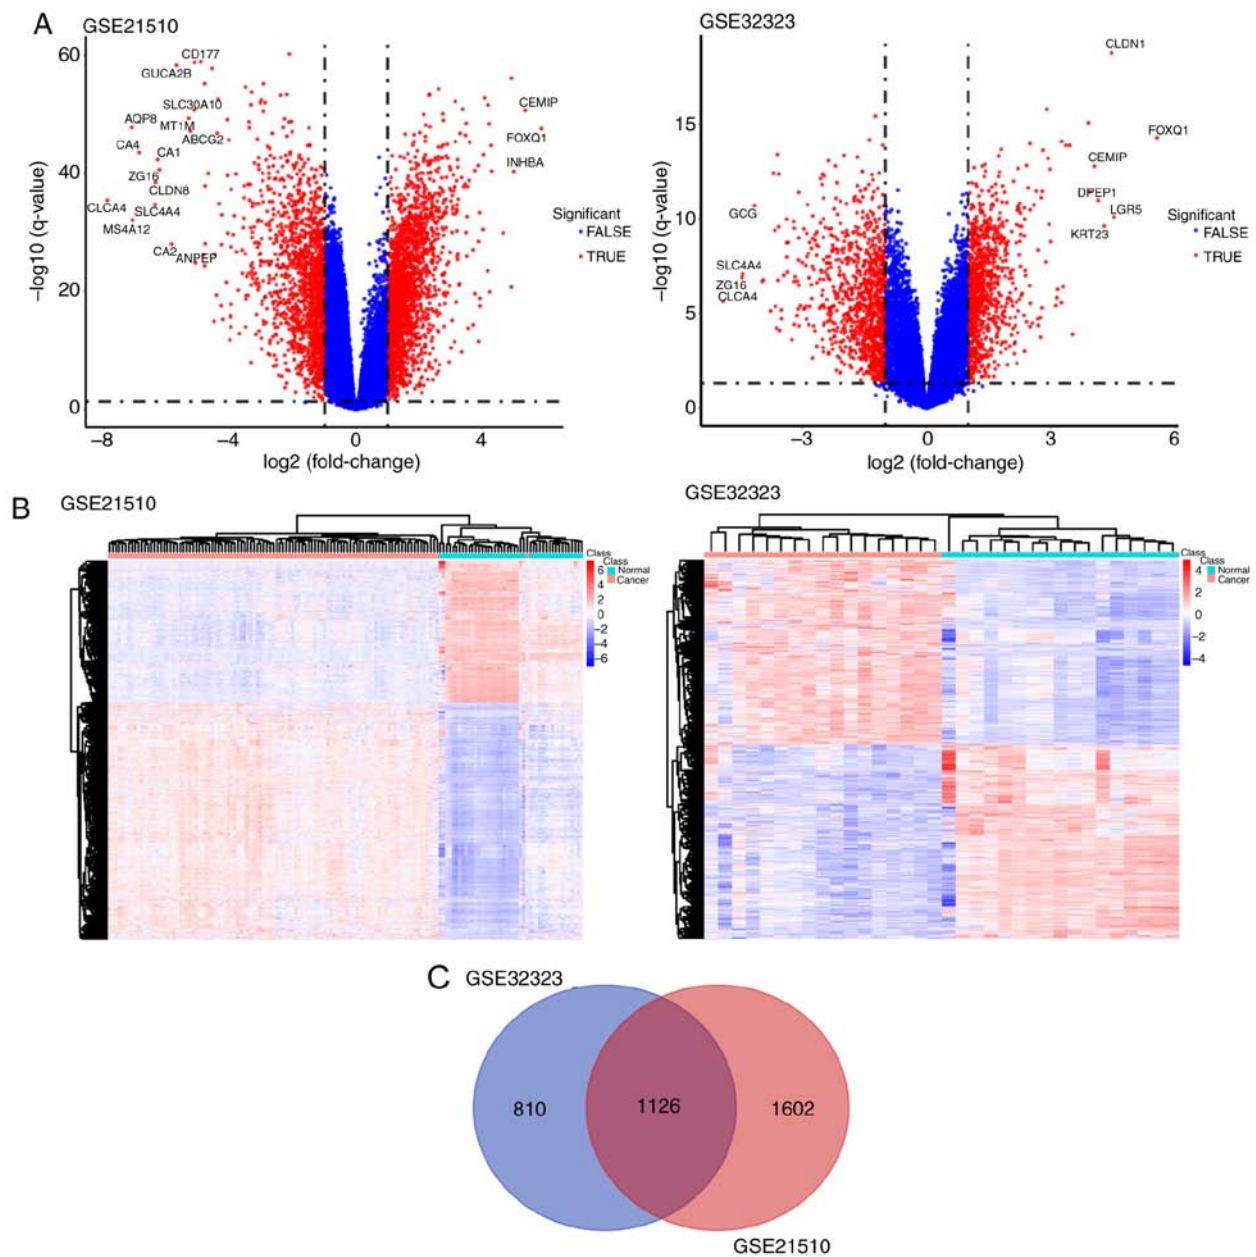 A
GSE21510
60
40
20
0
−log10 (q-value)
−8
−4
0
4
log2 (fold-change)
CD177
GUCA2B
SLC30A10
AQP8
MT1M
ABCG2
CA4
CA1
ZG16
CLDN8
CLCA4
SLC4A4
MS4A12
CA2
ANPEP
CEMIP
FOXQ1
INHBA
Significant
FALSE
TRUE
GSE32323
15
10
5
0
−log10 (q-value)
−3
0
3
6
log2 (fold-change)
CLDN1
FOXQ1
CEMIP
DPEP1
LGR5
KRT23
GCG
SLC4A4
ZG16
CLCA4
Significant
FALSE
TRUE
B
GSE21510
Class
Class
Normal
Cancer
6
4
2
0
−2
−4
−6
GSE32323
Class
Class
Normal
Cancer
4
2
0
−2
−4
C
GSE32323
810
1126
1602
GSE21510